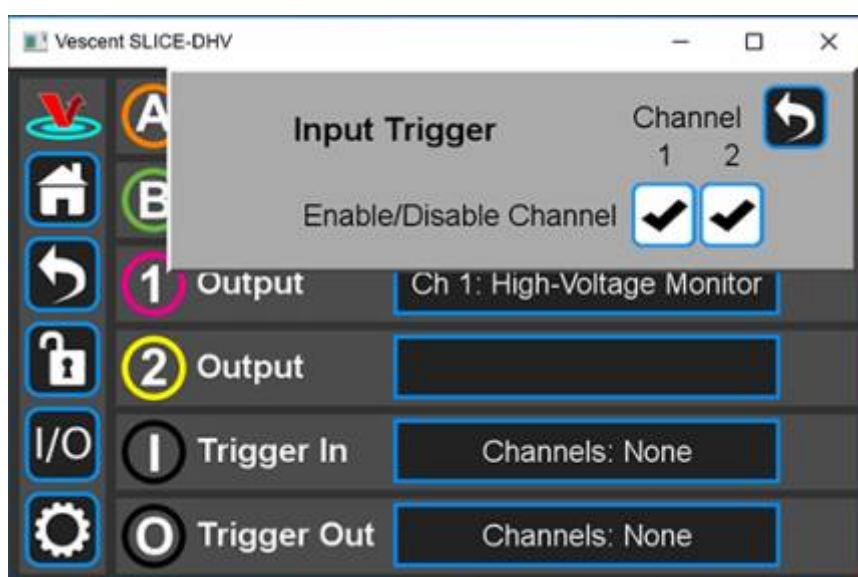 Vescent SLICE-DHV
A
Input Trigger
Channel
1 2
B
Enable/Disable Channel
1 Output Ch 1: High-Voltage Monitor
2 Output
I/O
I Trigger In Channels: None
O Trigger Out Channels: None